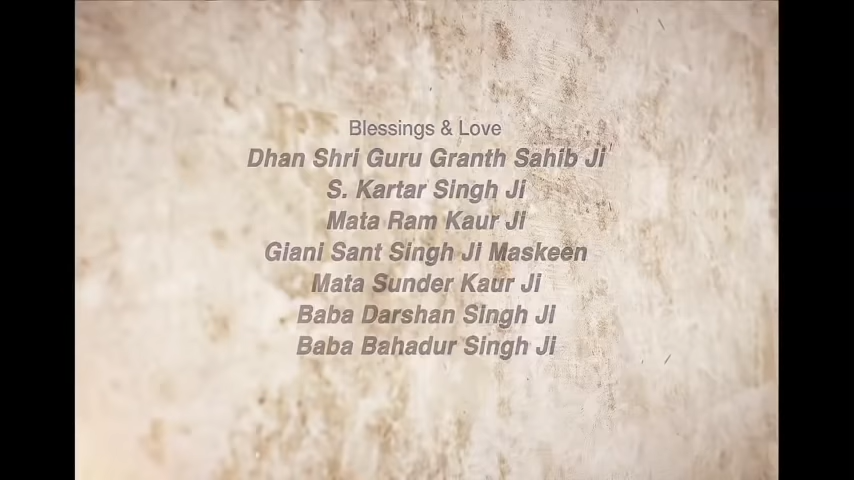 Blessings & Love
Dhan Shri Guru Granth Sahib Ji
S. Kartar Singh Ji
Mata Ram Kaur Ji
Giani Sant Singh Ji Maskeen
Mata Sunder Kaur Ji
Baba Darshan Singh Ji
Baba Bahadur Singh Ji